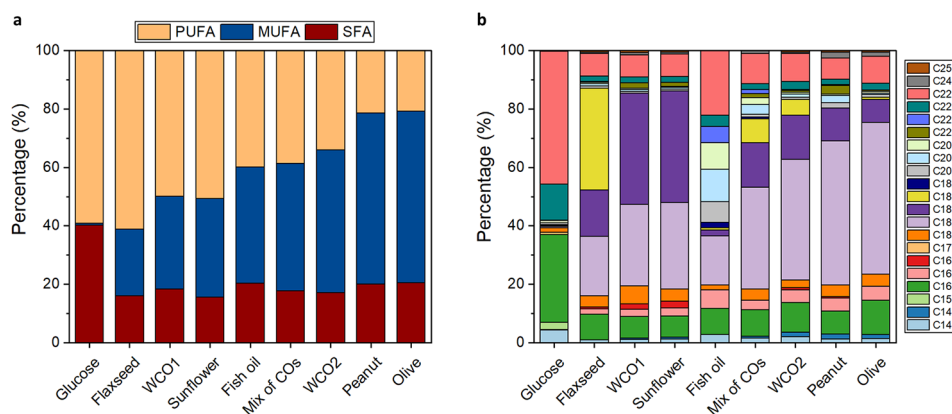 a
PUFA MUFA SFA
Percentage (%)
100
80
60
40
20
0
Glucose
Flaxseed
WCO1
Sunflower
Fish oil
Mix of COs
WCO2
Peanut
Olive
b
Percentage (%)
100
80
60
40
20
0
Glucose
Flaxseed
WCO1
Sunflower
Fish oil
Mix of COs
WCO2
Peanut
Olive
C25
C24
C22
C22
C22
C22
C20
C20
C20
C18
C18
C18
C18
C18
C17
C16
C16
C16
C15
C14
C14